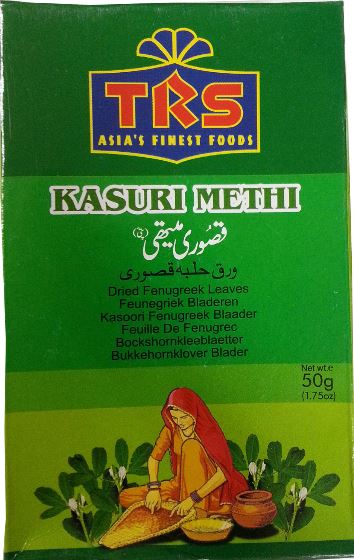 TRS
ASIA'S FINEST FOODS
KASURI METHI
قصوری میتھی
ورق حلبه قصوری
Dried Fenugreek Leaves
Feunegriek Bladeren
Kasoori Fenugreek Blaader
Feuille De Fenugrec
Bockshornkleeblaetter
Bukkehornklover Blader
Net wt.e
50g
(1.75oz)